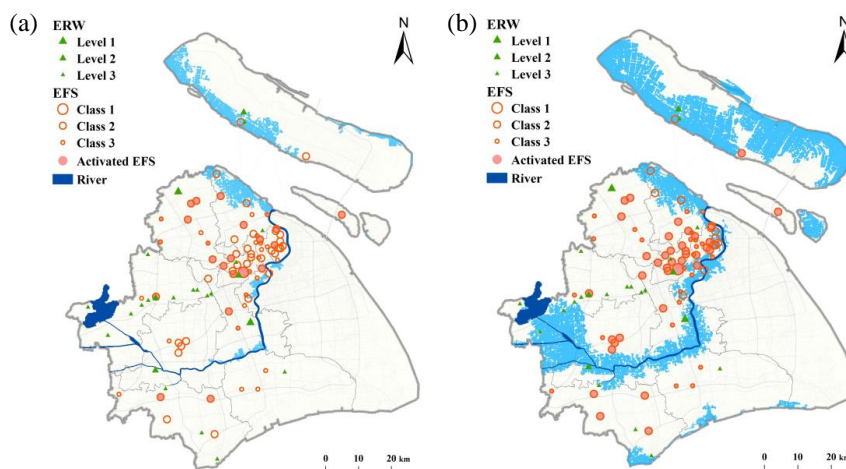 (a)
ERW
Level 1
Level 2
Level 3
EFS
Class 1
Class 2
Class 3
Activated EFS
River
N
0 10 20 km
(b)
ERW
Level 1
Level 2
Level 3
EFS
Class 1
Class 2
Class 3
Activated EFS
River
N
0 10 20 km